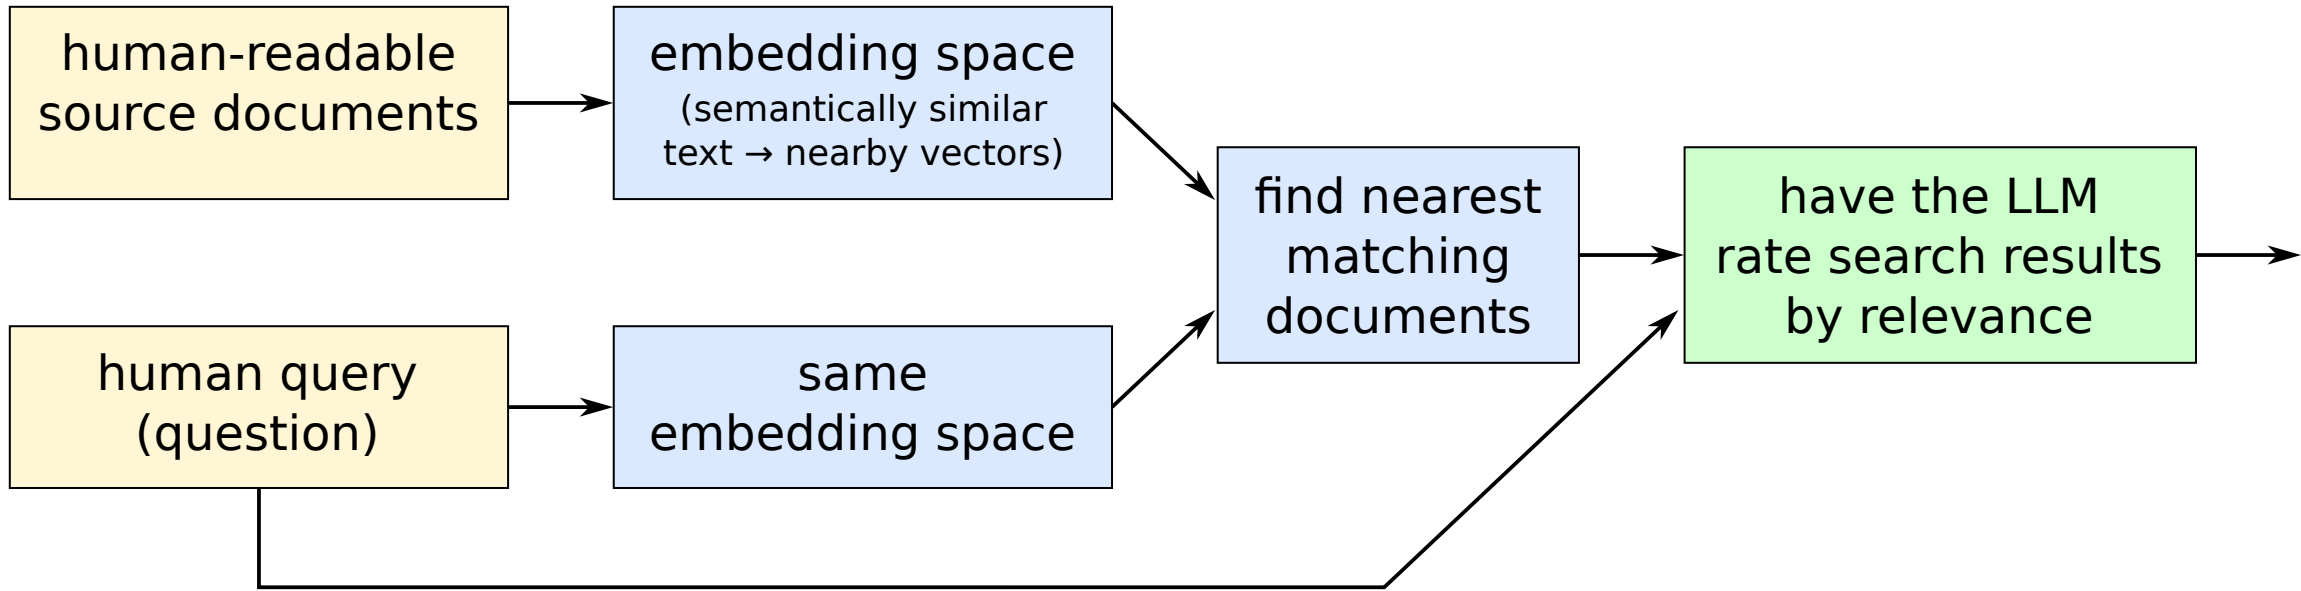 human-readable
source documents
embedding space
(semantically similar
text → nearby vectors)
find nearest
matching
documents
have the LLM
rate search results
by relevance
human query
(question)
same
embedding space